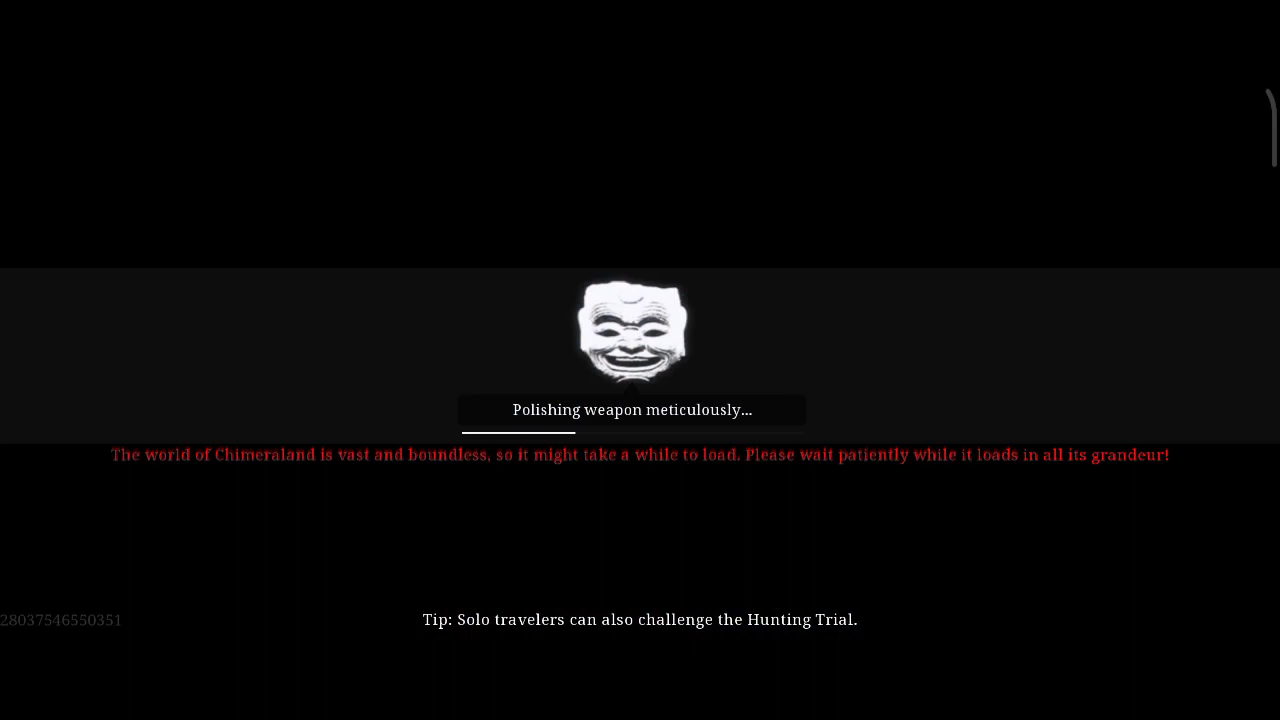 Polishing weapon meticulously...
The world of Chimeraland is vast and boundless, so it might take a while to load. Please wait patiently while it loads in all its grandeur!
28037546550351
Tip: Solo travelers can also challenge the Hunting Trial.